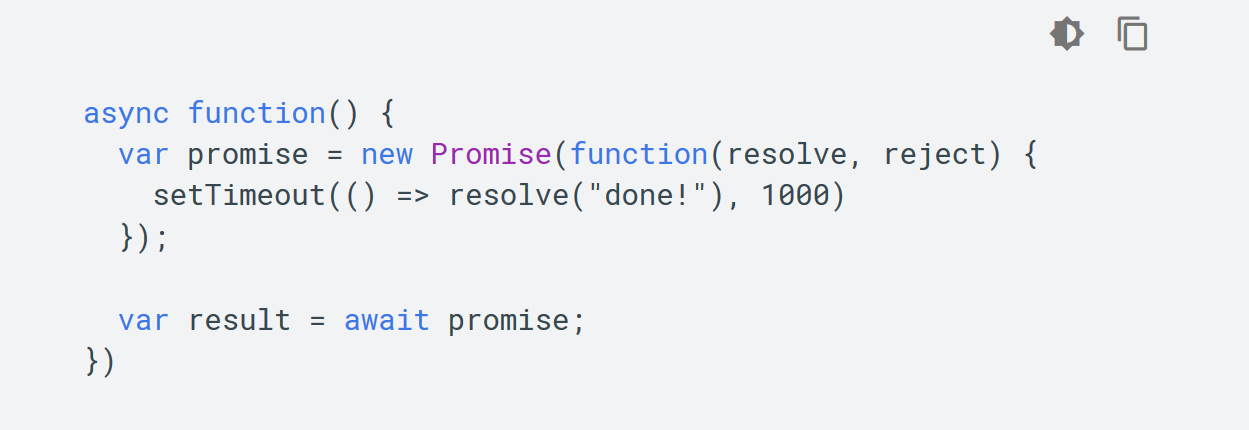 async function() {
  var promise = new Promise(function(resolve, reject) {
    setTimeout(() => resolve("done!"), 1000)
  });

  var result = await promise;
})